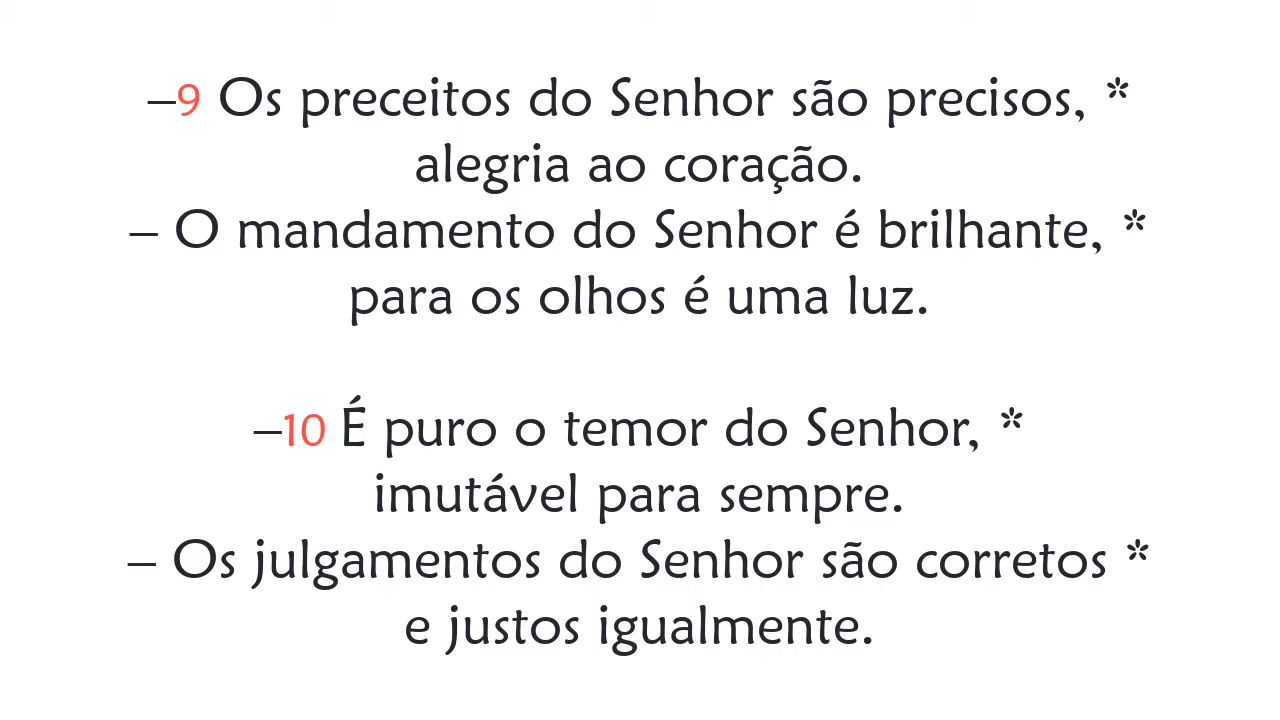 –9 Os preceitos do Senhor são precisos, *
alegria ao coração.
– O mandamento do Senhor é brilhante, *
para os olhos é uma luz.
–10 É puro o temor do Senhor, *
imutável para sempre.
– Os julgamentos do Senhor são corretos *
e justos igualmente.